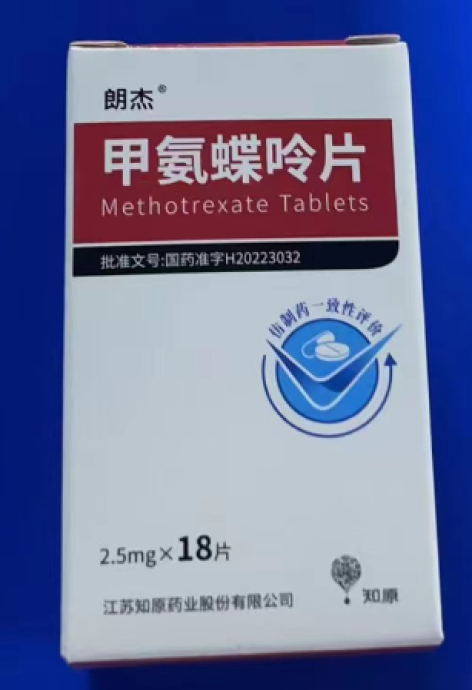 朗杰®
甲氨蝶呤片
Methotrexate Tablets
批准文号:国药准字H20223032
仿制药一致性评价
2.5mg×18片
知原
江苏知原药业股份有限公司